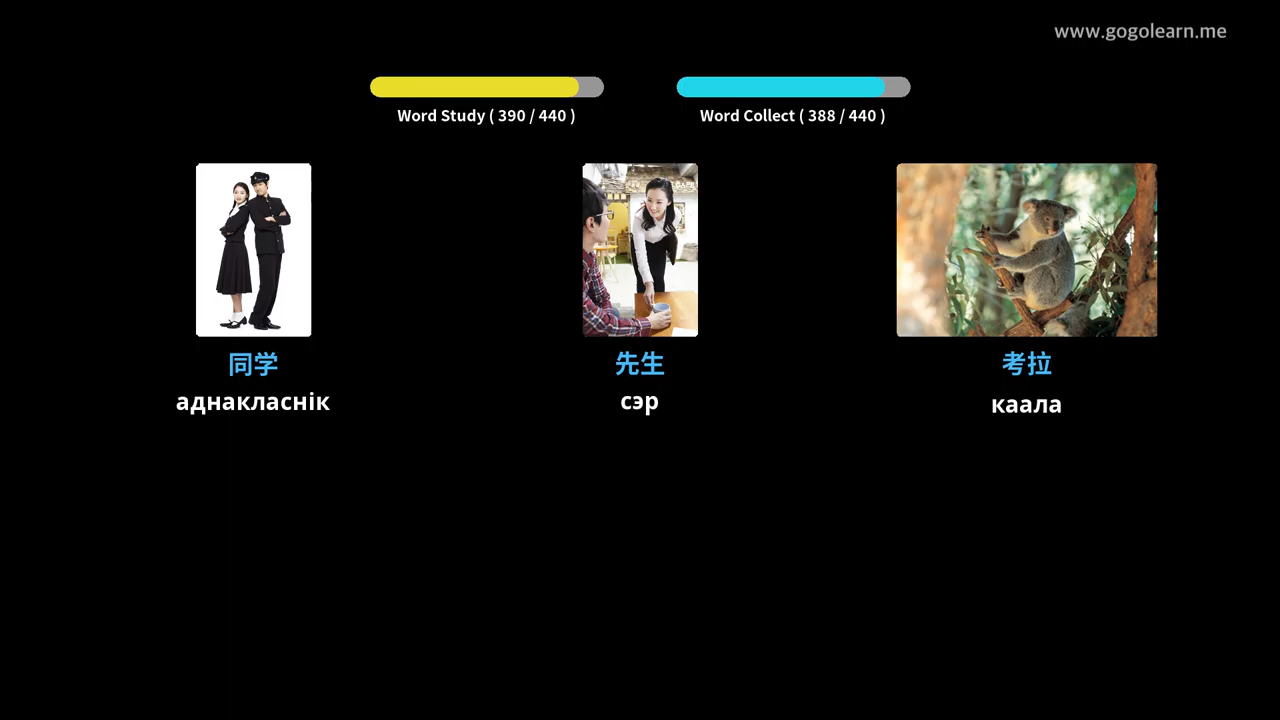 www.gogolearn.me
Word Study ( 390 / 440 )
Word Collect ( 388 / 440 )
同学
аднакласнік
先生
сэр
考拉
каала